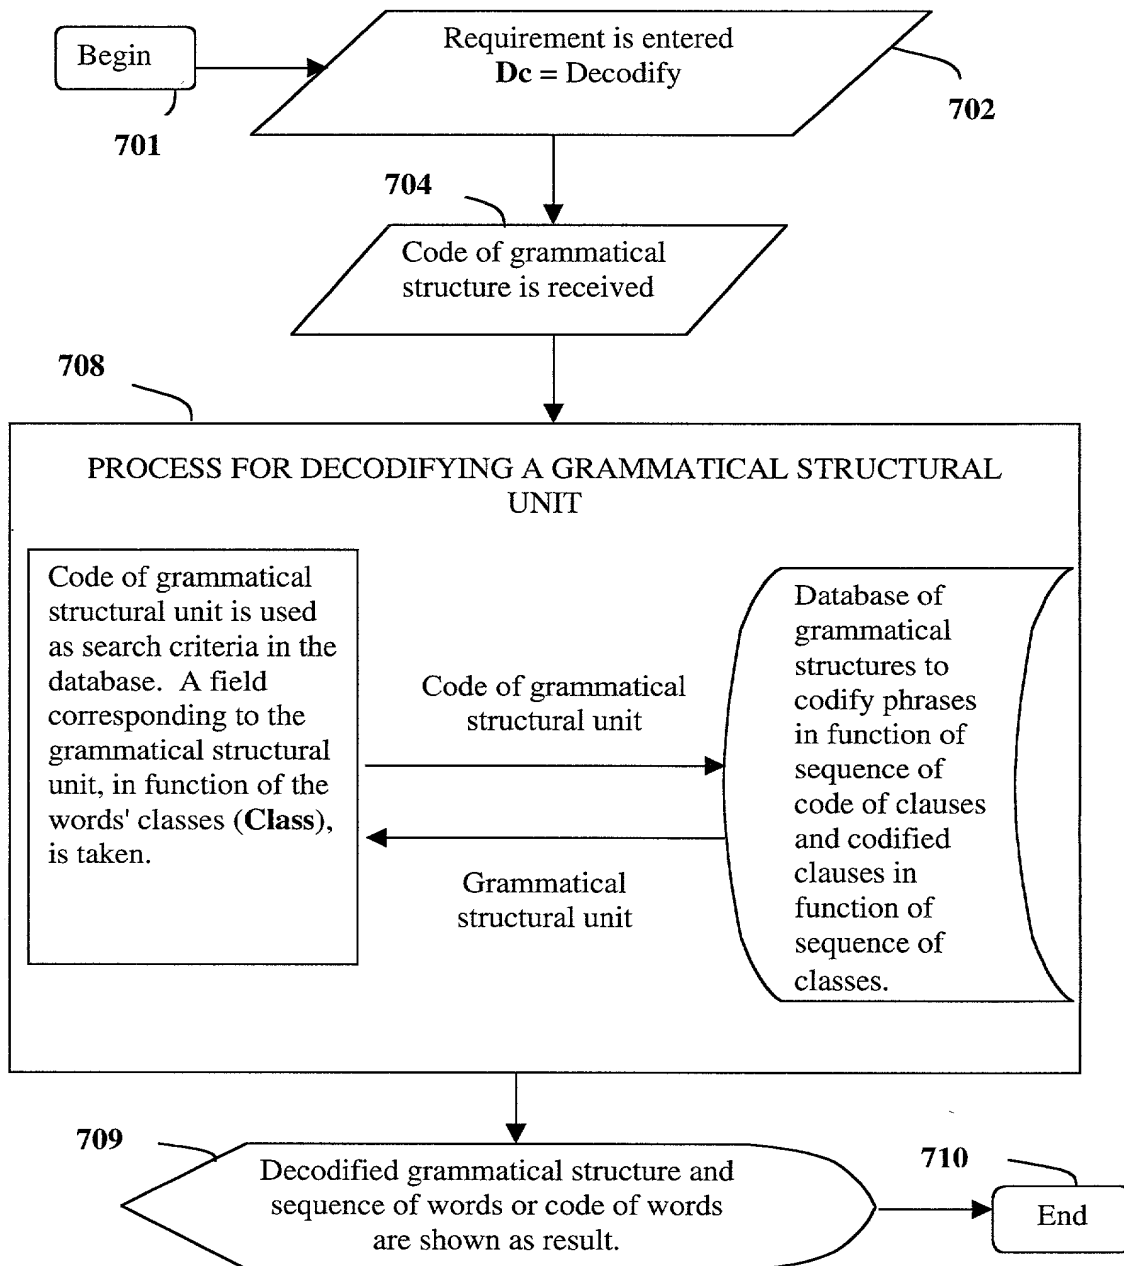 Begin
701
Requirement is entered
Dc = Decodify
702
704
Code of grammatical
structure is received
708
PROCESS FOR DECODIFYING A GRAMMATICAL STRUCTURAL
UNIT
Code of grammatical
structural unit is used
as search criteria in the
database. A field
corresponding to the
grammatical structural
unit, in function of the
words' classes (Class),
is taken.
Code of grammatical
structural unit
Grammatical
structural unit
Database of
grammatical
structures to
codify phrases
in function of
sequence of
code of clauses
and codified
clauses in
function of
sequence of
classes.
709
Decodified grammatical structure and
sequence of words or code of words
are shown as result.
710
End